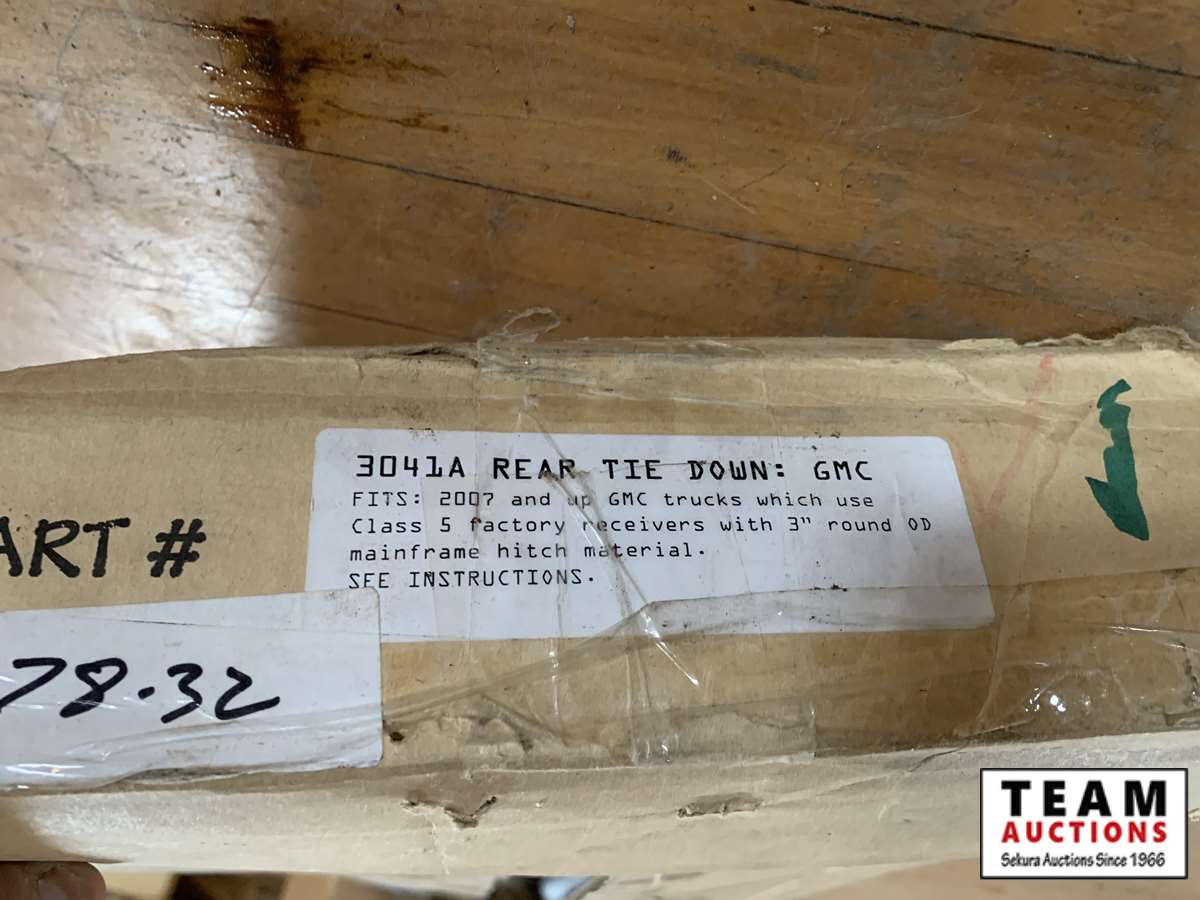 3041A REAR TIE DOWN: GMC
FITS: 2007 and up GMC trucks which use
Class 5 factory receivers with 3" round OD
mainframe hitch material.
SEE INSTRUCTIONS.
ART #
78.32
TEAM
AUCTIONS
Sekura Auctions Since 1966